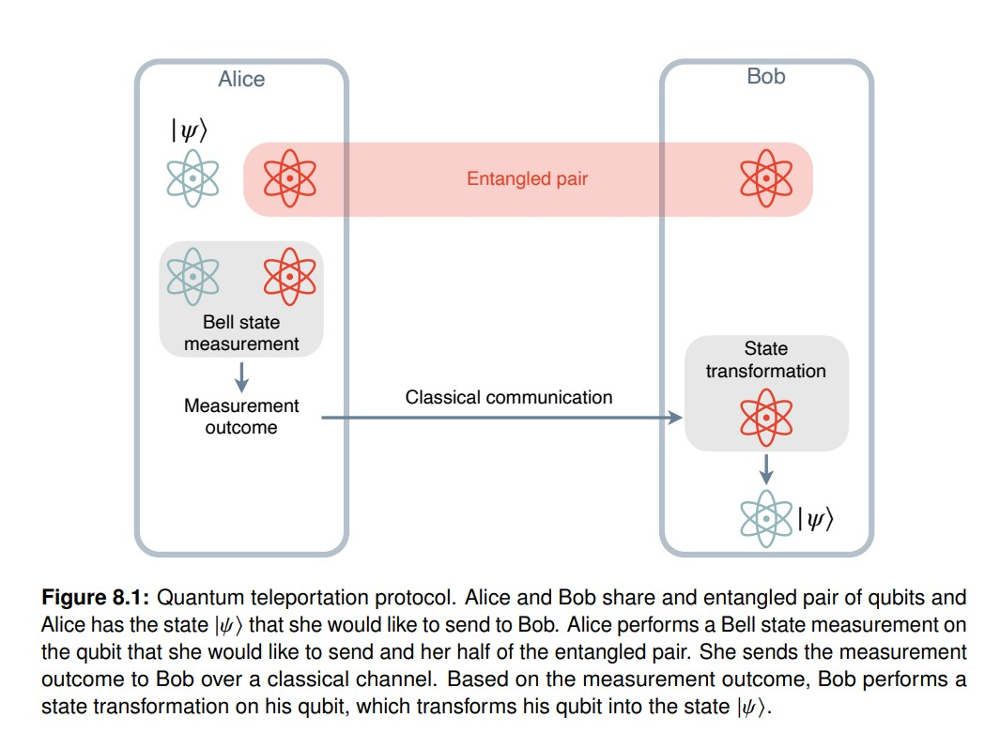 Alice
Bob
|ψ⟩
Entangled pair
Bell state
measurement
Measurement
outcome
Classical communication
State
transformation
|ψ⟩
Figure 8.1: Quantum teleportation protocol. Alice and Bob share and entangled pair of qubits and
Alice has the state |ψ⟩ that she would like to send to Bob. Alice performs a Bell state measurement on
the qubit that she would like to send and her half of the entangled pair. She sends the measurement
outcome to Bob over a classical channel. Based on the measurement outcome, Bob performs a
state transformation on his qubit, which transforms his qubit into the state |ψ⟩.